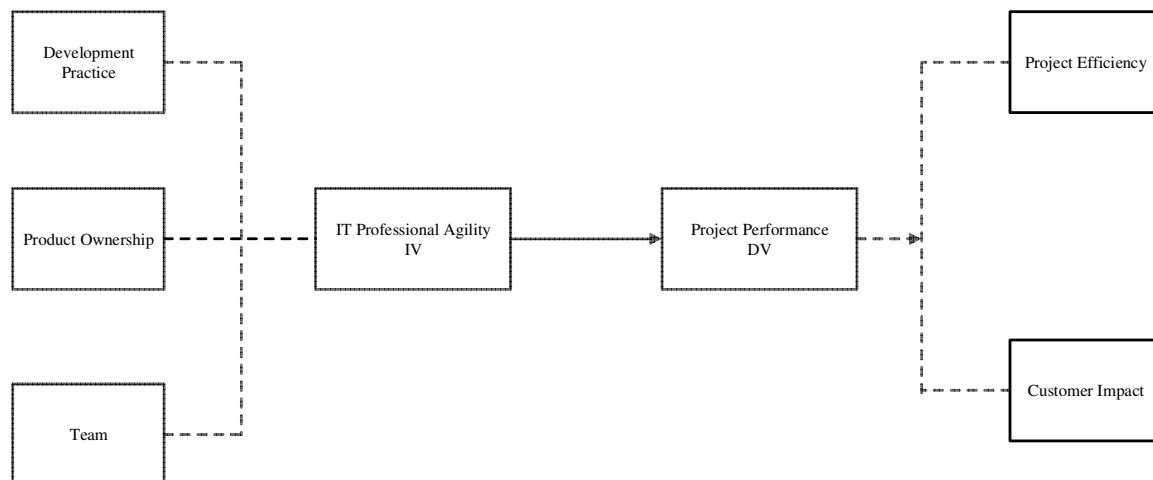 Development
Practice
Product Ownership
Team
IT Professional Agility
IV
Project Performance
DV
Project Efficiency
Customer Impact